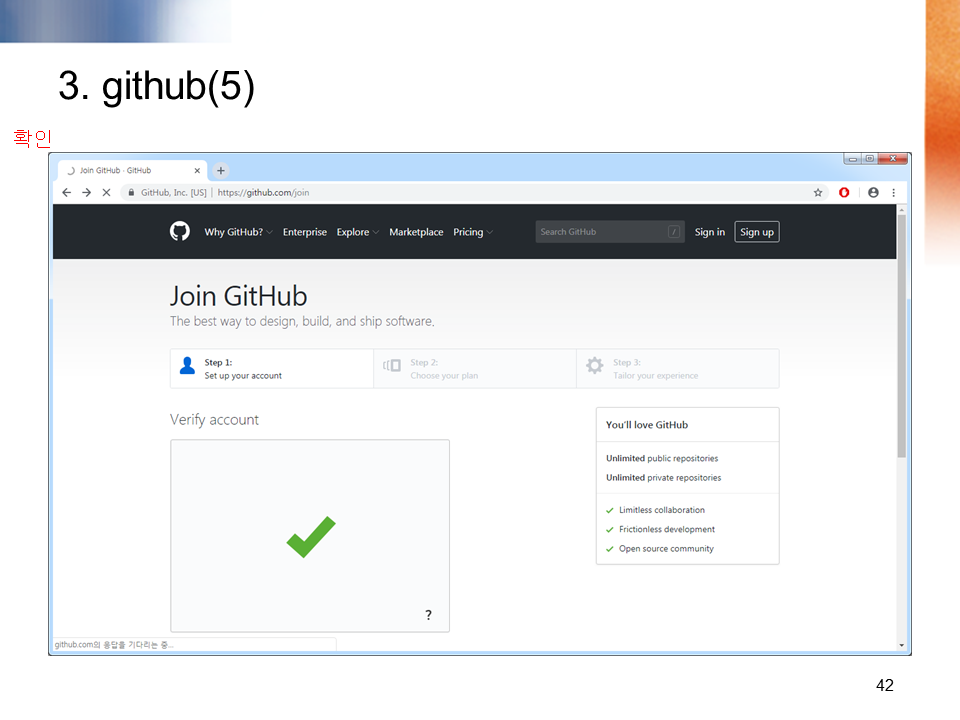 3. github(5)
확인
Join GitHub · GitHub
GitHub, Inc. [US] | https://github.com/join
Why GitHub? Enterprise Explore Marketplace Pricing Search GitHub / Sign in Sign up
Join GitHub
The best way to design, build, and ship software.
Step 1:
Set up your account
Step 2:
Choose your plan
Step 3:
Tailor your experience
Verify account
?
You'll love GitHub
Unlimited public repositories
Unlimited private repositories
Limitless collaboration
Frictionless development
Open source community
github.com의 응답을 기다리는 중...
42